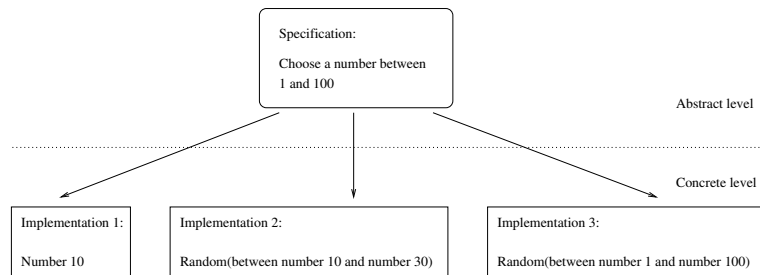 Specification:
Choose a number between
1 and 100
Abstract level
Concrete level
Implementation 1:
Number 10
Implementation 2:
Random(between number 10 and number 30)
Implementation 3:
Random(between number 1 and number 100)